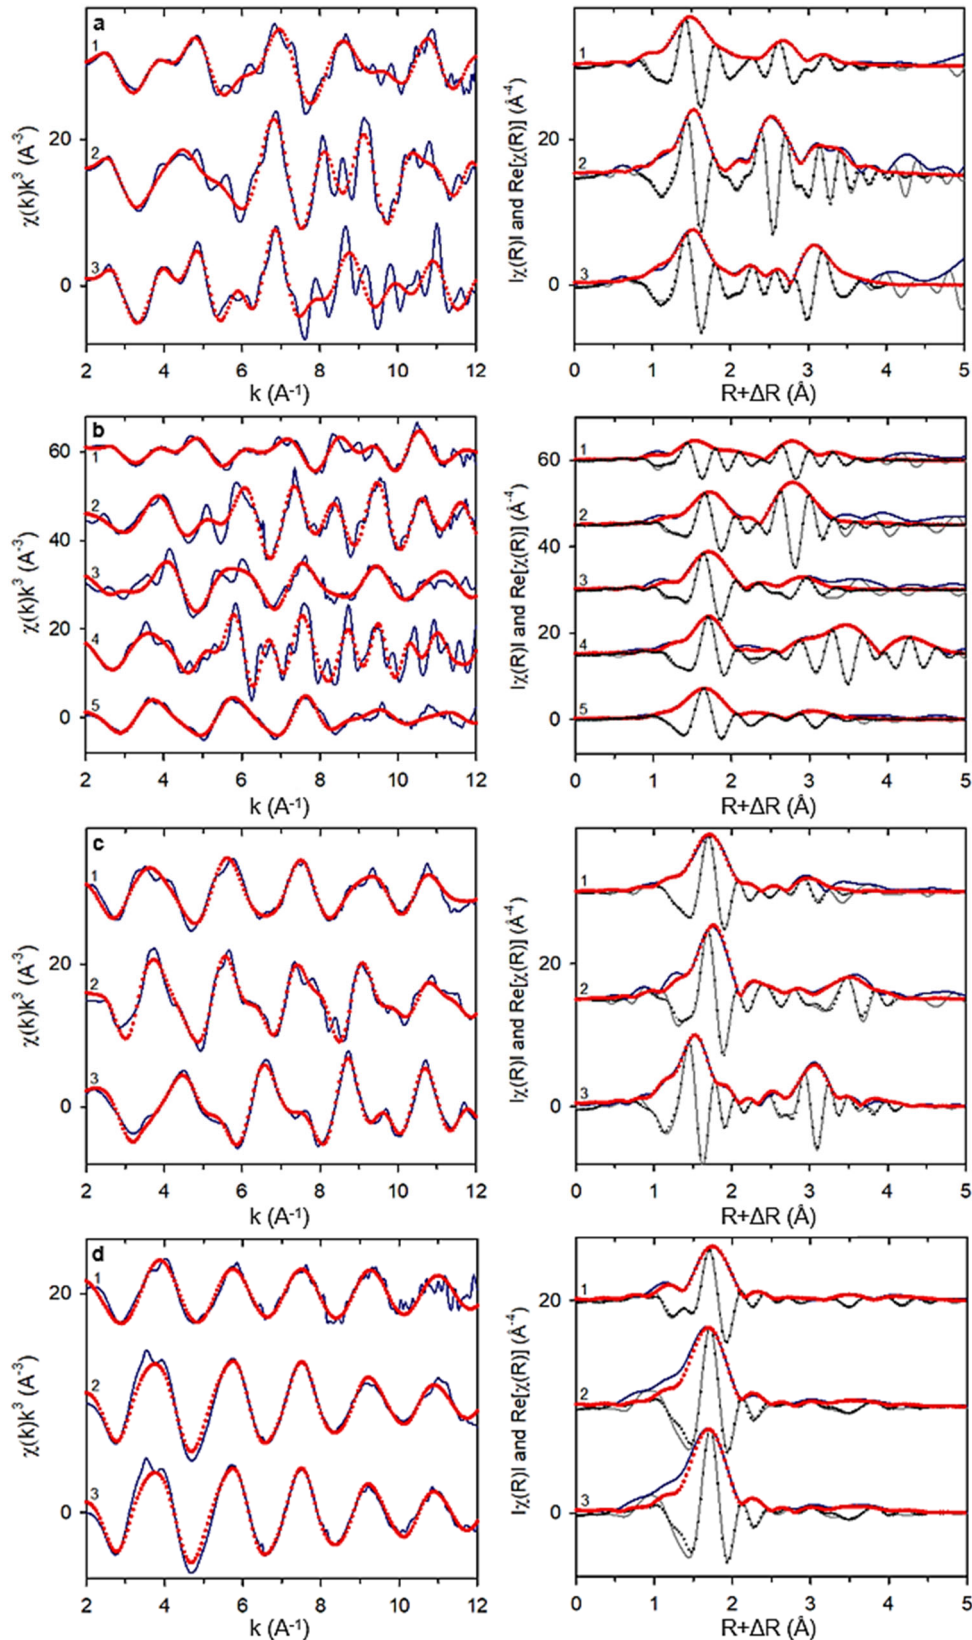 a
1
2
3
20
0
χ(k)k³ (A⁻³)
2 4 6 8 10 12
k (A⁻¹)
1
2
3
20
0
|χ(R)| and Re[χ(R)] (Å⁻⁴)
0 1 2 3 4 5
R+ΔR (Å)
b
1
2
3
4
5
60
40
20
0
χ(k)k³ (A⁻³)
2 4 6 8 10 12
k (A⁻¹)
1
2
3
4
5
60
40
20
0
|χ(R)| and Re[χ(R)] (Å⁻⁴)
0 1 2 3 4 5
R+ΔR (Å)
c
1
2
3
20
0
χ(k)k³ (A⁻³)
2 4 6 8 10 12
k (A⁻¹)
1
2
3
20
0
|χ(R)| and Re[χ(R)] (Å⁻⁴)
0 1 2 3 4 5
R+ΔR (Å)
d
1
2
3
20
0
χ(k)k³ (A⁻³)
2 4 6 8 10 12
k (A⁻¹)
1
2
3
20
0
|χ(R)| and Re[χ(R)] (Å⁻⁴)
0 1 2 3 4 5
R+ΔR (Å)